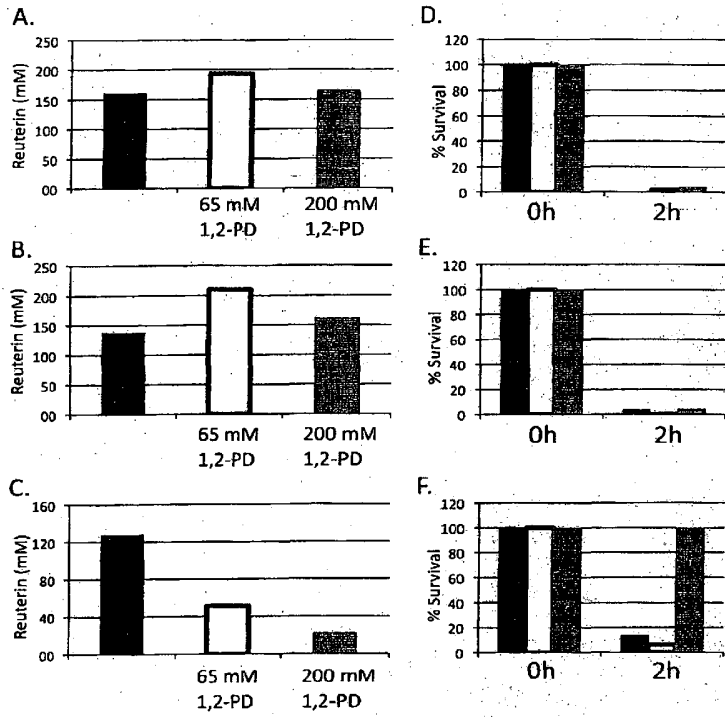 A.
Reuterin (mM)
250
200
150
100
50
00
65 mM
1,2-PD
200 mM
1,2-PD
B.
Reuterin (mM)
250
200
150
100
50
00
65 mM
1,2-PD
200 mM
1,2-PD
C.
Reuterin (mM)
160
120
80
40
00
65 mM
1,2-PD
200 mM
1,2-PD
D.
% Survival
120
100
80
60
40
20
0
0h
2h
E.
% Survival
120
100
80
60
40
20
0
0h
2h
F.
% Survival
120
100
80
60
40
20
0
0h
2h